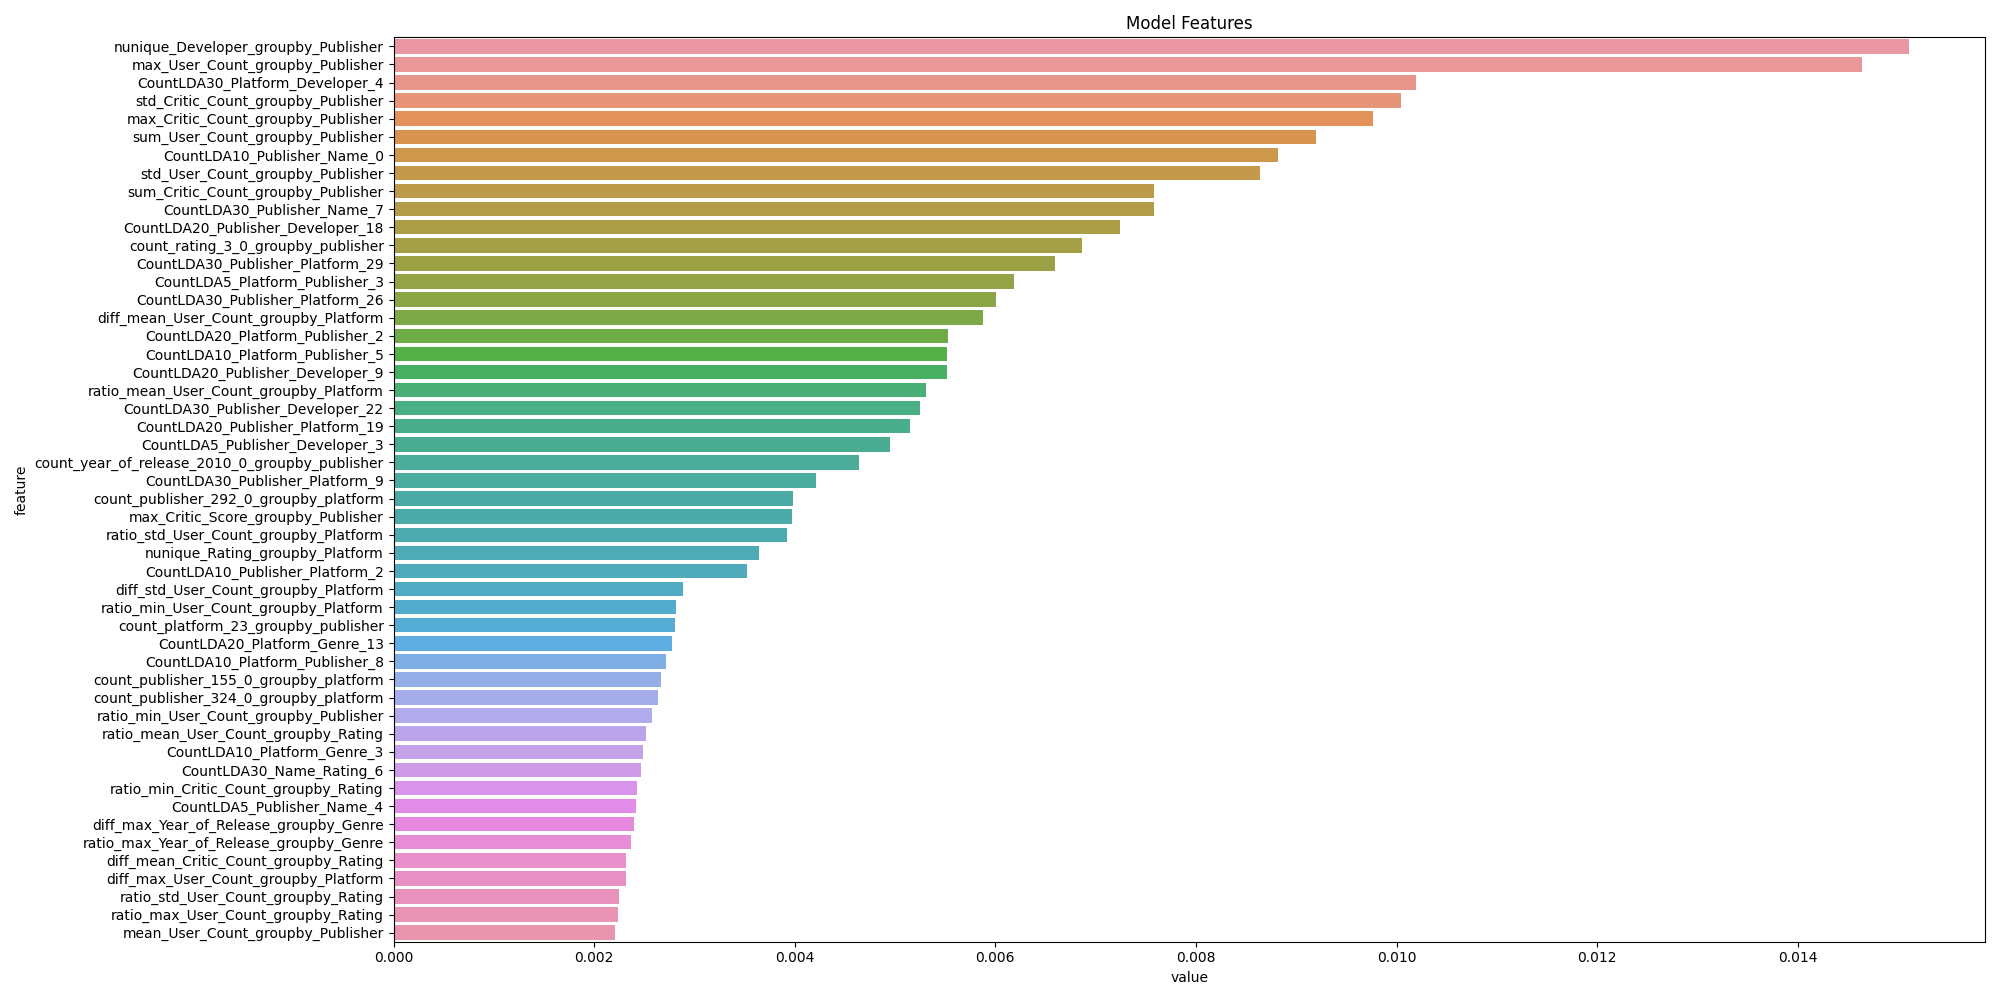 Model Features
nunique_Developer_groupby_Publisher
max_User_Count_groupby_Publisher
CountLDA30_Platform_Developer_4
std_Critic_Count_groupby_Publisher
max_Critic_Count_groupby_Publisher
sum_User_Count_groupby_Publisher
CountLDA10_Publisher_Name_0
std_User_Count_groupby_Publisher
sum_Critic_Count_groupby_Publisher
CountLDA30_Publisher_Name_7
CountLDA20_Publisher_Developer_18
count_rating_3_0_groupby_publisher
CountLDA30_Publisher_Platform_29
CountLDA5_Platform_Publisher_3
CountLDA30_Publisher_Platform_26
diff_mean_User_Count_groupby_Platform
CountLDA20_Platform_Publisher_2
CountLDA10_Platform_Publisher_5
CountLDA20_Publisher_Developer_9
ratio_mean_User_Count_groupby_Platform
CountLDA30_Publisher_Developer_22
CountLDA20_Publisher_Platform_19
CountLDA5_Publisher_Developer_3
count_year_of_release_2010_0_groupby_publisher
CountLDA30_Publisher_Platform_9
count_publisher_292_0_groupby_platform
max_Critic_Score_groupby_Publisher
ratio_std_User_Count_groupby_Platform
nunique_Rating_groupby_Platform
CountLDA10_Publisher_Platform_2
diff_std_User_Count_groupby_Platform
ratio_min_User_Count_groupby_Platform
count_platform_23_groupby_publisher
CountLDA20_Platform_Genre_13
CountLDA10_Platform_Publisher_8
count_publisher_155_0_groupby_platform
count_publisher_324_0_groupby_platform
ratio_min_User_Count_groupby_Publisher
ratio_mean_User_Count_groupby_Rating
CountLDA10_Platform_Genre_3
CountLDA30_Name_Rating_6
ratio_min_Critic_Count_groupby_Rating
CountLDA5_Publisher_Name_4
diff_max_Year_of_Release_groupby_Genre
ratio_max_Year_of_Release_groupby_Genre
diff_mean_Critic_Count_groupby_Rating
diff_max_User_Count_groupby_Platform
ratio_std_User_Count_groupby_Rating
ratio_max_User_Count_groupby_Rating
mean_User_Count_groupby_Publisher
feature
0.000 0.002 0.004 0.006 0.008 0.010 0.012 0.014
value